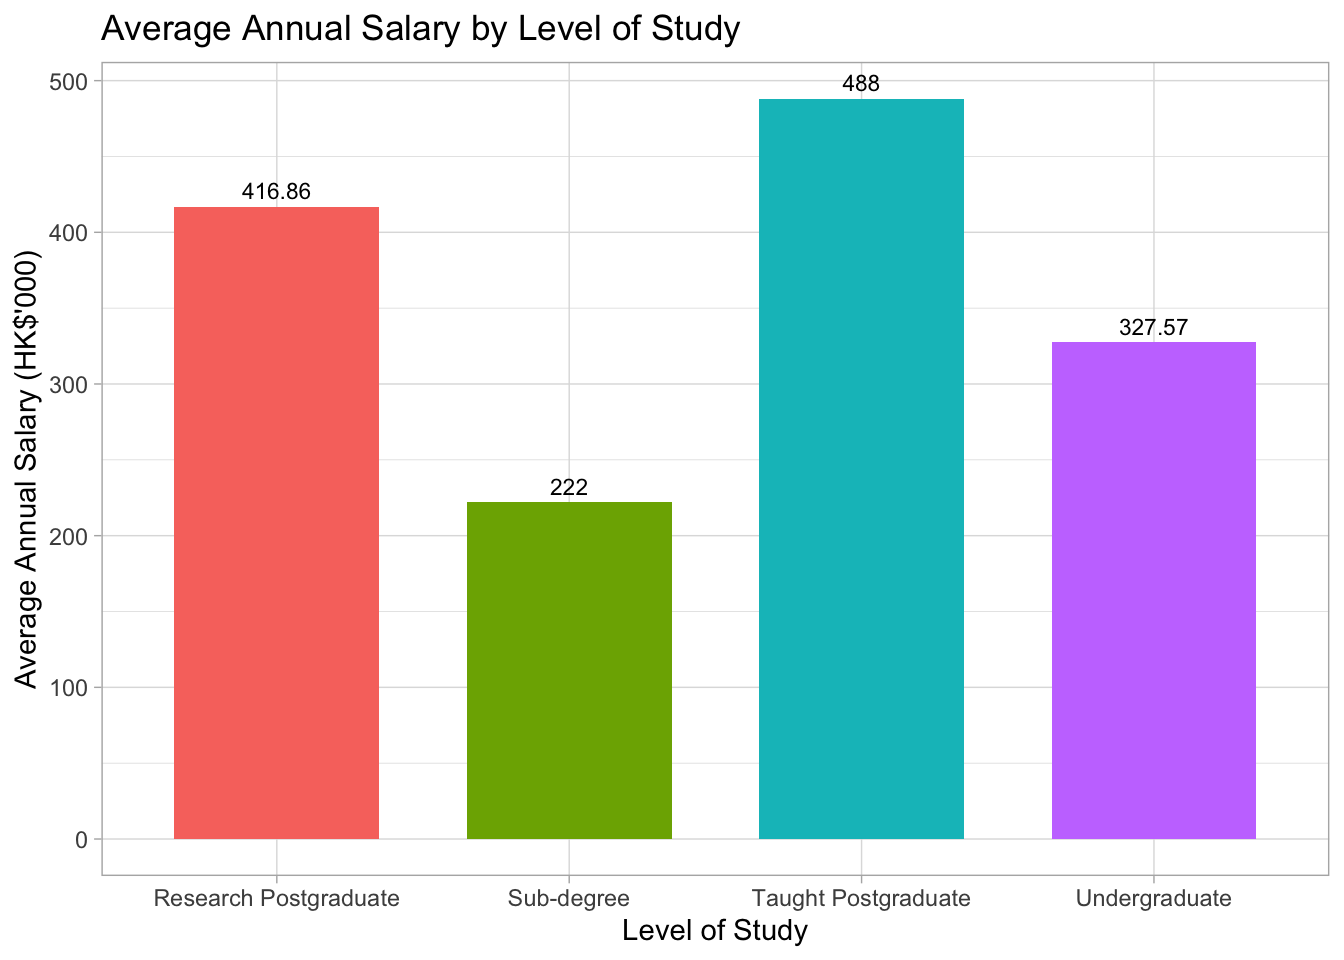 Average Annual Salary by Level of Study
Average Annual Salary (HK$'000)
500
400
300
200
100
0
416.86
222
488
327.57
Research Postgraduate
Sub-degree
Taught Postgraduate
Undergraduate
Level of Study